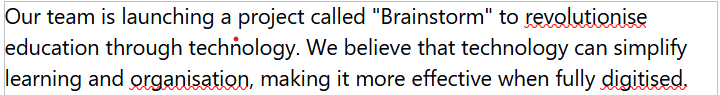 Our team is launching a project called "Brainstorm" to revolutionise
education through technology. We believe that technology can simplify
learning and organisation, making it more effective when fully digitised.